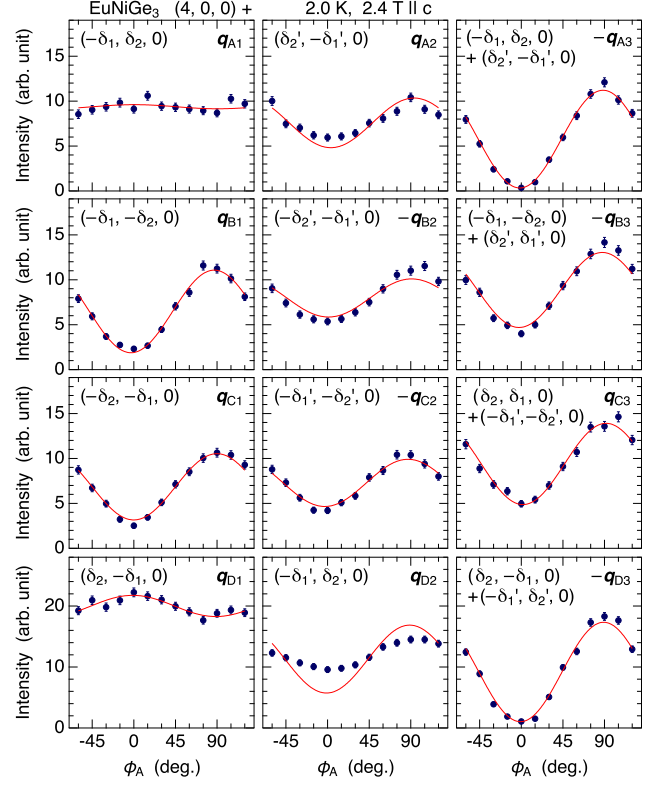 EuNiGe3 (4, 0, 0) + 2.0 K, 2.4 T || c
Intensity (arb. unit)
15
10
5
0
(−δ1, δ2, 0) qA1
(δ2', −δ1', 0) qA2
(−δ1, δ2, 0) −qA3
+ (δ2', −δ1', 0)
Intensity (arb. unit)
15
10
5
0
(−δ1, −δ2, 0) qB1
(−δ2', −δ1', 0) −qB2
(−δ1, −δ2, 0) −qB3
+ (δ2', δ1', 0)
Intensity (arb. unit)
15
10
5
0
(−δ2, −δ1, 0) qC1
(−δ1', −δ2', 0) −qC2
(δ2, δ1, 0) qC3
+(−δ1', −δ2', 0)
Intensity (arb. unit)
20
10
0
(δ2, −δ1, 0) qD1
(−δ1', δ2', 0) qD2
(δ2, −δ1, 0) −qD3
+(−δ1', δ2', 0)
-45 0 45 90 -45 0 45 90 -45 0 45 90
ϕA (deg.) ϕA (deg.) ϕA (deg.)